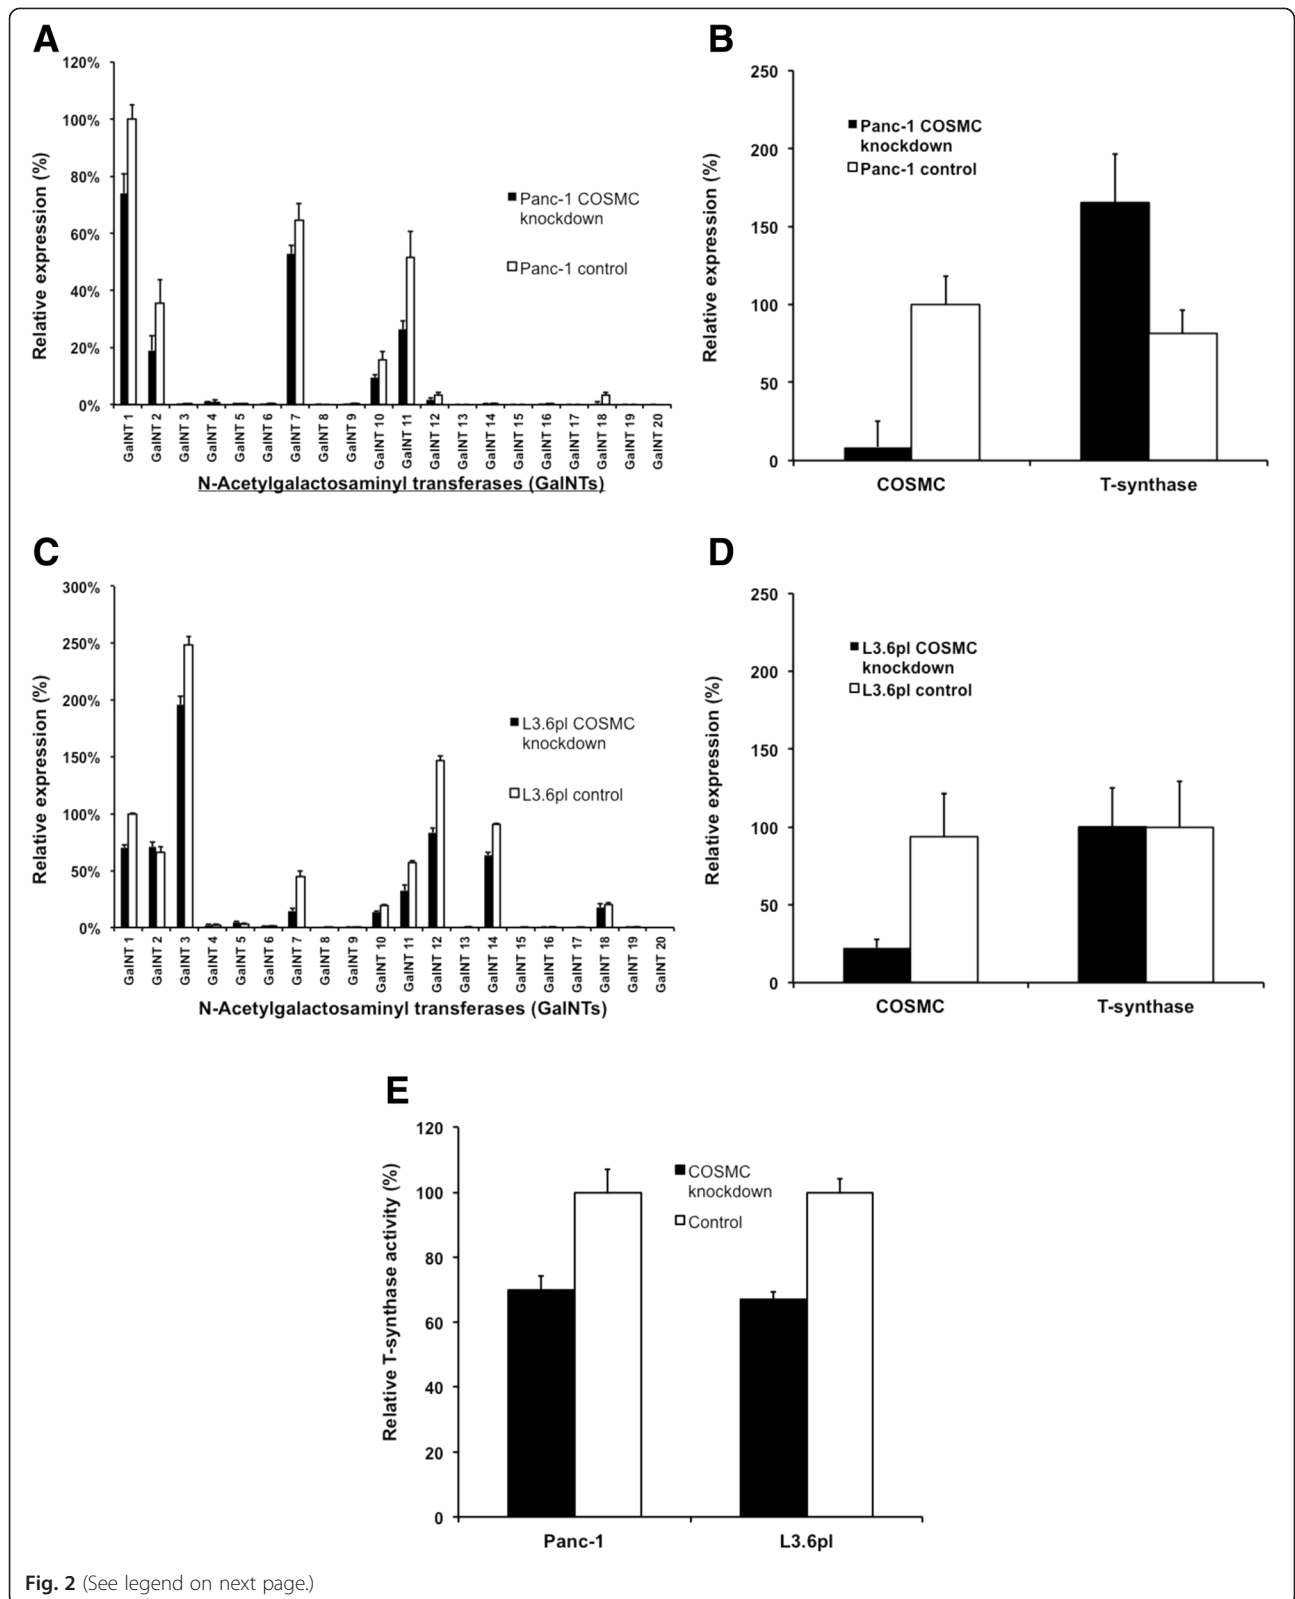 A
120%
100%
80%
60%
40%
20%
0%
Relative expression (%)
Panc-1 COSMC
knockdown
Panc-1 control
GalNT 1
GalNT 2
GalNT 3
GalNT 4
GalNT 5
GalNT 6
GalNT 7
GalNT 8
GalNT 9
GalNT 10
GalNT 11
GalNT 12
GalNT 13
GalNT 14
GalNT 15
GalNT 16
GalNT 17
GalNT 18
GalNT 19
GalNT 20
N-Acetylgalactosaminyl transferases (GalNTs)
B
250
200
150
100
50
0
Relative expression (%)
Panc-1 COSMC
knockdown
Panc-1 control
COSMC
T-synthase
C
300%
250%
200%
150%
100%
50%
0%
Relative expression (%)
L3.6pl COSMC
knockdown
L3.6pl control
GalNT 1
GalNT 2
GalNT 3
GalNT 4
GalNT 5
GalNT 6
GalNT 7
GalNT 8
GalNT 9
GalNT 10
GalNT 11
GalNT 12
GalNT 13
GalNT 14
GalNT 15
GalNT 16
GalNT 17
GalNT 18
GalNT 19
GalNT 20
N-Acetylgalactosaminyl transferases (GalNTs)
D
250
200
150
100
50
0
Relative expression (%)
L3.6pl COSMC
knockdown
L3.6pl control
COSMC
T-synthase
E
120
100
80
60
40
20
0
Relative T-synthase activity (%)
COSMC
knockdown
Control
Panc-1
L3.6pl
Fig. 2 (See legend on next page.)